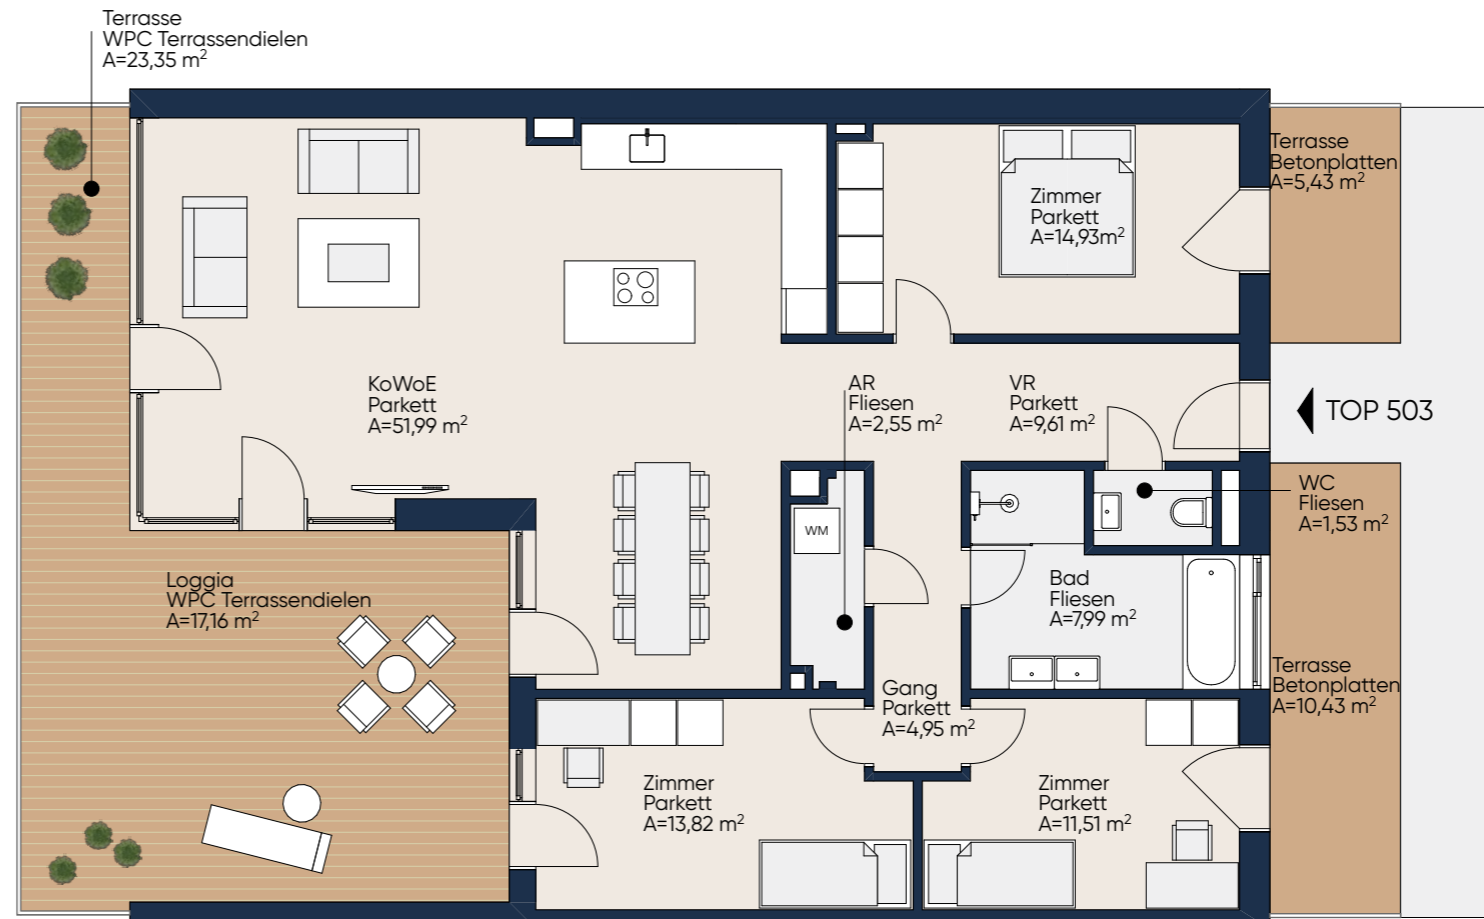 Terrasse
WPC Terrassendielen
A=23,35 m²
Terrasse
Betonplatten
A=5,43 m²
Zimmer
Parkett
A=14,93m²
KoWoE
Parkett
A=51,99 m²
AR
Fliesen
A=2,55 m²
VR
Parkett
A=9,61 m²
TOP 503
WC
Fliesen
A=1,53 m²
WM
Loggia
WPC Terrassendielen
A=17,16 m²
Bad
Fliesen
A=7,99 m²
Terrasse
Betonplatten
A=10,43 m²
Gang
Parkett
A=4,95 m²
Zimmer
Parkett
A=13,82 m²
Zimmer
Parkett
A=11,51 m²